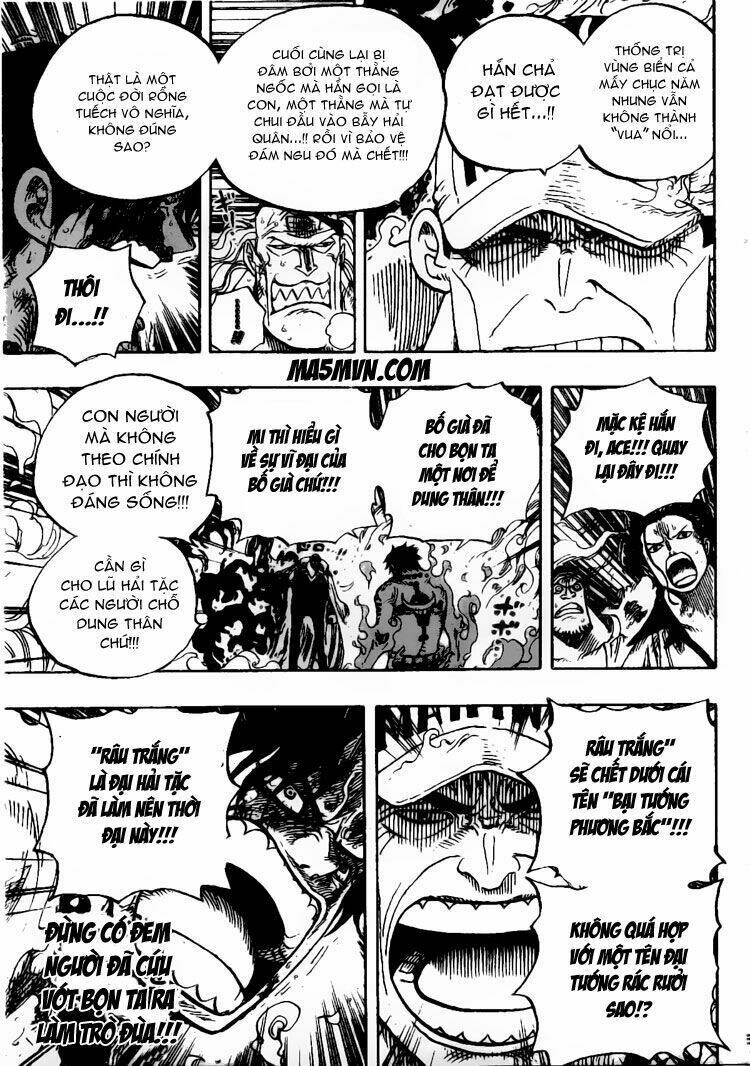 THỐNG TRỊ
VÙNG BIỂN CẢ
MẤY CHỤC NĂM
NHƯNG VẪN
KHÔNG THÀNH
"VUA" NỔI...
HẮN CHẢ
ĐẠT ĐƯỢC
GÌ HẾT...!!
CUỐI CÙNG LẠI BỊ
ĐÂM BỞI MỘT THẰNG
NGỐC MÀ HẮN GỌI LÀ
CON, MỘT THẰNG MÀ TỰ
CHUI ĐẦU VÀO BẪY HẢI
QUÂN...!! RỒI VÌ BẢO VỆ
ĐÁM NGU ĐÓ MÀ CHẾT!!!
THẬT LÀ MỘT
CUỘC ĐỜI RỖNG
TUẾCH VÔ NGHĨA,
KHÔNG ĐÚNG
SAO?
THÔI
ĐI...!!
MA5MVN.COM
MẶC KỆ HẮN
ĐI, ACE!!! QUAY
LẠI ĐÂY ĐI!!!
BỐ GIÀ ĐÃ
CHO BỌN TA
MỘT NƠI ĐỂ
DUNG THÂN!!!
MI THÌ HIỂU GÌ
VỀ SỰ VĨ ĐẠI CỦA
BỐ GIÀ CHỨ!!!
ボボ
CON NGƯỜI
MÀ KHÔNG
THEO CHÍNH
ĐẠO THÌ KHÔNG
ĐÁNG SỐNG!!!
CẦN GÌ
CHO LŨ HẢI TẶC
CÁC NGƯƠI CHỖ
DUNG THÂN
CHỨ!!!
RÂU TRẮNG"
SẼ CHẾT DƯỚI CÁI
TÊN "BẠI TƯỚNG
PHƯƠNG BẮC"!!!
KHÔNG QUÁ HỢP
VỚI MỘT TÊN ĐẠI
TƯỚNG RÁC RƯỞI
SAO!?
"RÂU TRẮNG"
LÀ ĐẠI HẢI TẶC
ĐÃ LÀM NÊN THỜI
ĐẠI NÀY!!!
ĐỪNG CÓ ĐEM
NGƯỜI ĐÃ CỨU
VỚT BỌN TA RA
LÀM TRÒ ĐÙA!!!